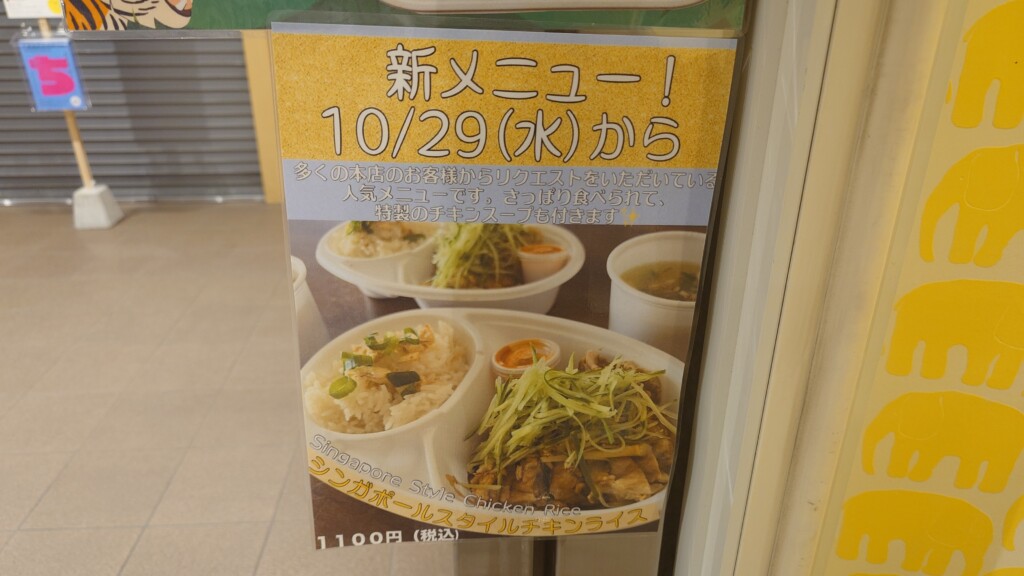 ち
新メニュー!
10/29(水)から
多くの本店のお客様からリクエストをいただいている
人気メニューです。さっぱり食べられて、
特製のチキンスープも付きます✨
Singapore Style Chicken Rice
シンガポールスタイルチキンライス
1100円(税込)